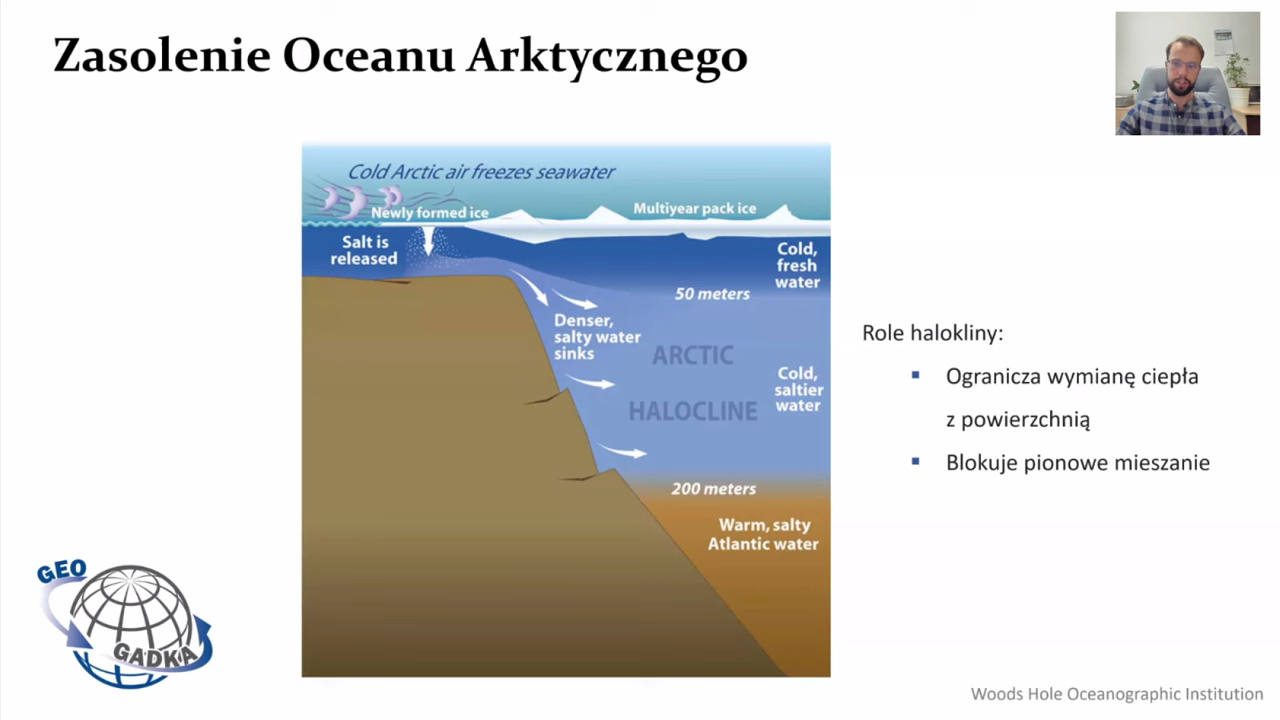 Zasolenie Oceanu Arktycznego
Cold Arctic air freezes seawater
Newly formed ice
Multiyear pack ice
Salt is
released
Cold,
fresh
water
50 meters
Denser,
salty water
sinks
ARCTIC
HALOCLINE
Cold,
saltier
water
200 meters
Warm, salty
Atlantic water
Role halokliny:
▪ Ogranicza wymianę ciepła
z powierzchnią
▪ Blokuje pionowe mieszanie
GEO
GADKA
Woods Hole Oceanographic Institution